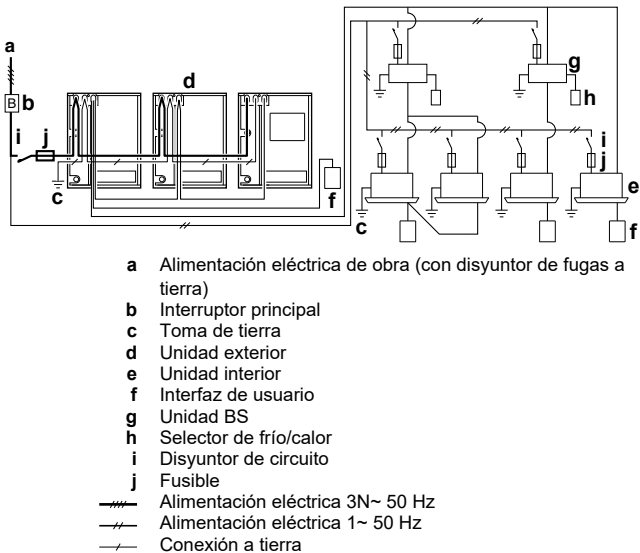 a
B b
i j
d
c
f
g
h
i
j
e
c
f
a Alimentación eléctrica de obra (con disyuntor de fugas a
tierra)
b Interruptor principal
c Toma de tierra
d Unidad exterior
e Unidad interior
f Interfaz de usuario
g Unidad BS
h Selector de frío/calor
i Disyuntor de circuito
j Fusible
Alimentación eléctrica 3N~ 50 Hz
Alimentación eléctrica 1~ 50 Hz
Conexión a tierra